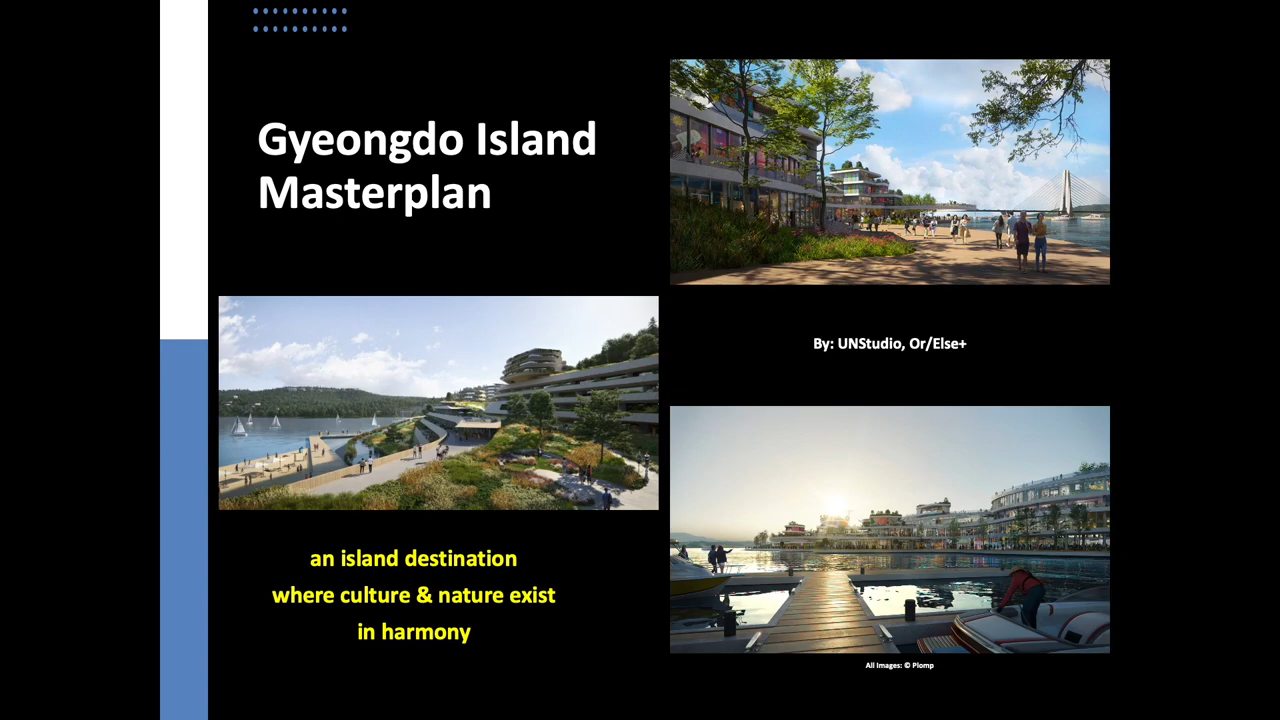 Gyeongdo Island
Masterplan
By: UNStudio, Or/Else+
an island destination
where culture & nature exist
in harmony
All Images: © Plomp